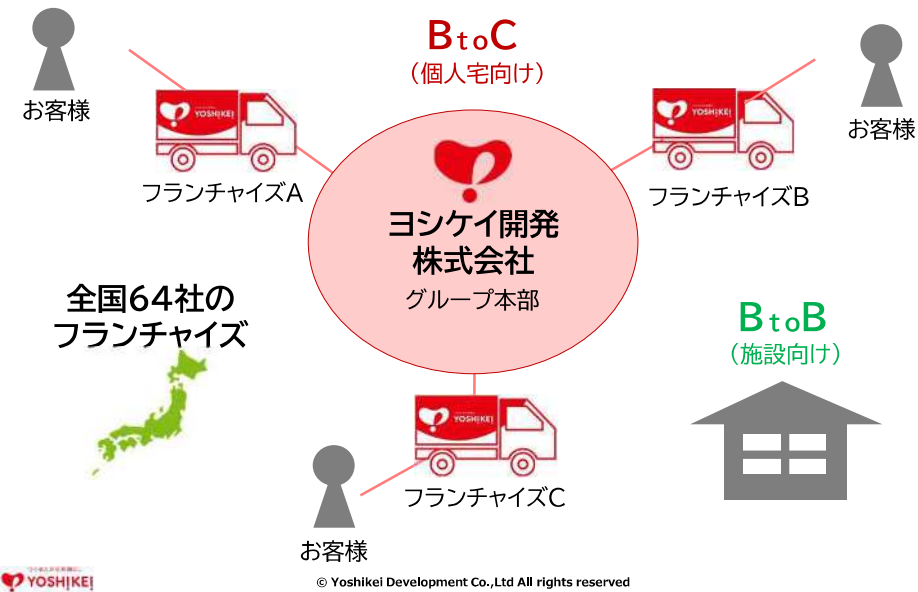 BtoC
（個人宅向け）
お客様
YOSHIKEI
フランチャイズA
YOSHIKEI
フランチャイズB
お客様
ヨシケイ開発
株式会社
グループ本部
全国64社の
フランチャイズ
BtoB
（施設向け）
YOSHIKEI
フランチャイズC
お客様
YOSHIKEI
© Yoshikei Development Co.,Ltd All rights reserved